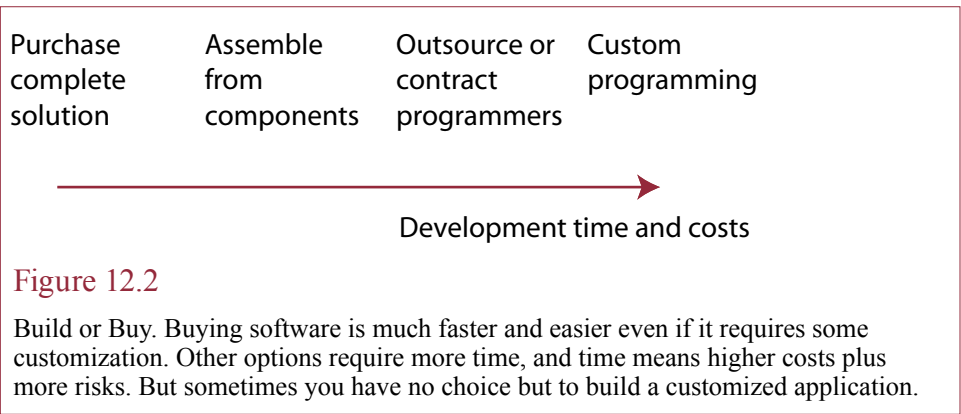 Purchase complete solution
Assemble from components
Outsource or contract programmers
Custom programming
Development time and costs
Figure 12.2
Build or Buy. Buying software is much faster and easier even if it requires some
customization. Other options require more time, and time means higher costs plus
more risks. But sometimes you have no choice but to build a customized application.